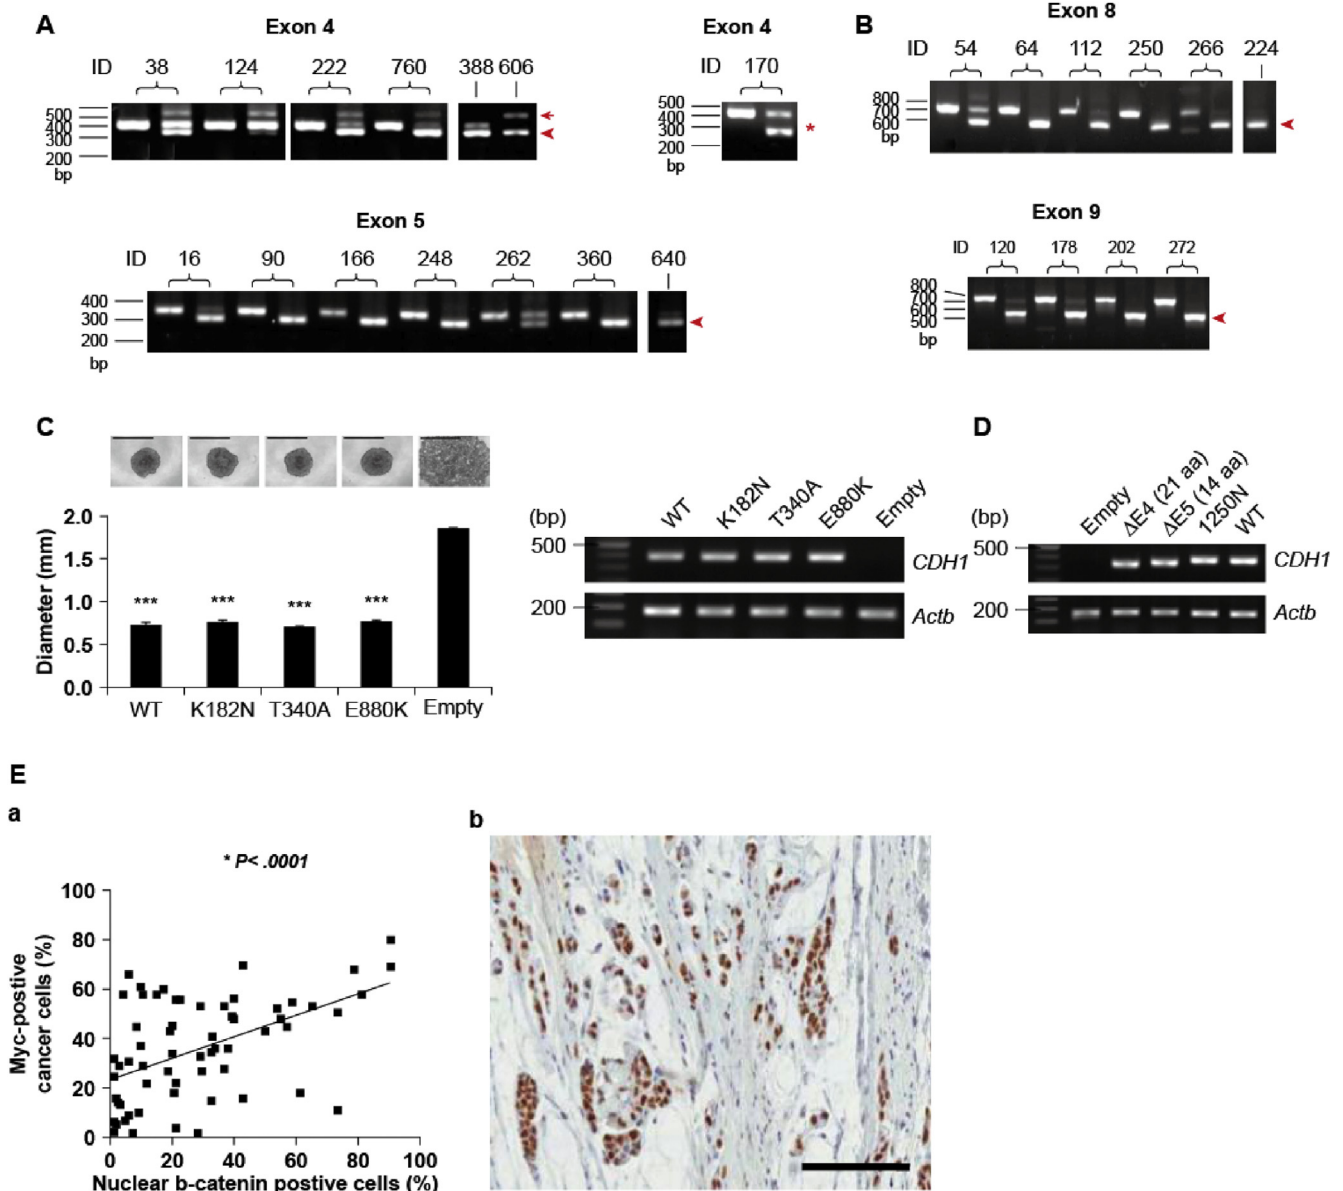 A
Exon 4
ID 38 124 222 760 388 606
500
400
300
200
bp
Exon 4
ID 170
500
400
300
200
bp
*
B
Exon 8
ID 54 64 112 250 266 224
800
700
600
bp
Exon 5
ID 16 90 166 248 262 360 640
400
300
200
bp
Exon 9
ID 120 178 202 272
800
700
600
500
bp
C
Diameter (mm)
2.0
1.5
1.0
0.5
0.0
*** *** *** ***
WT K182N T340A E880K Empty
(bp)
WT K182N T340A E880K Empty
500
CDH1
200
Actb
D
(bp)
Empty ΔE4 (21 aa) ΔE5 (14 aa) 1250N WT
500
CDH1
200
Actb
E
a
* P< .0001
Myc-postive
cancer cells (%)
100
80
60
40
20
0
0 20 40 60 80 100
Nuclear b-catenin postive cells (%)
b